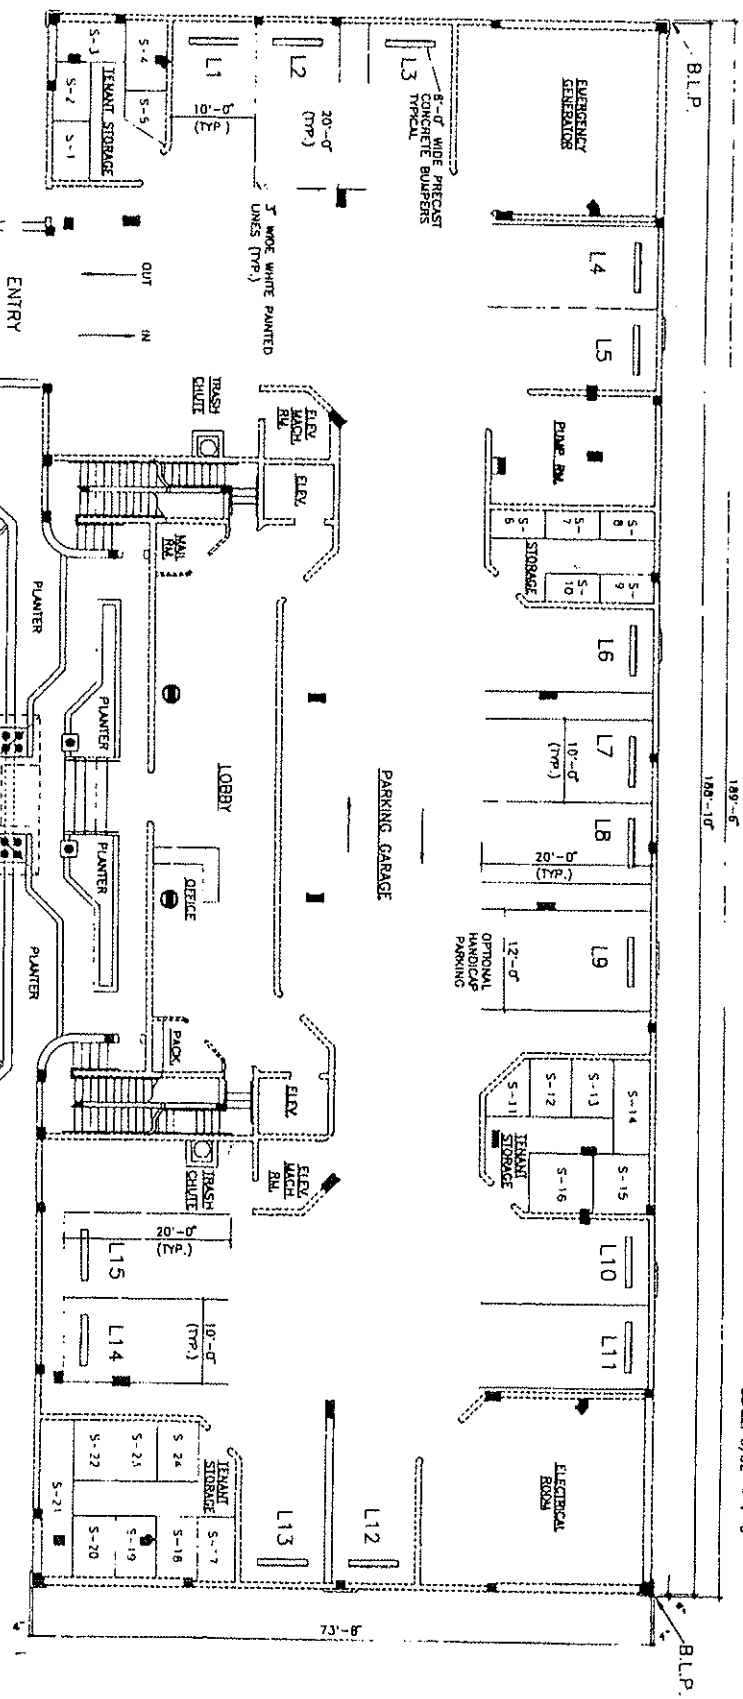 B.L.P.
189'-6"
188'-10"
B.L.P.
EMERGENCY
GENERATOR
L4
L5
PUMP RM.
S-8
S-7
S-6
S-9
S-10
STORAGE
L6
L7
10'-0"
(TYP.)
L8
20'-0"
(TYP.)
L9
12'-0"
OPTIONAL
HANDICAP
PARKING
S-14
S-13
S-12
S-11
S-15
S-16
TENANT
STORAGE
L10
L11
ELECTRICAL
ROOM
L3
6'-0" WIDE PRECAST
CONCRETE BUMPERS
TYPICAL
L2
20'-0"
(TYP.)
L1
10'-0"
(TYP.)
3" WIDE WHITE PAINTED
LINES (TYP.)
S-4
S-5
S-3
S-2
S-1
TENANT STORAGE
OUT
IN
ENTRY
TRASH
CHUTE
ELEV.
MACH
RM.
ELEV.
MAIL
RM.
PARKING GARAGE
LOBBY
OFFICE
PACK.
PLANTER
PLANTER
PLANTER
PLANTER
ELEV.
ELEV.
MACH
RM.
TRASH
CHUTE
20'-0"
(TYP.)
L15
L14
10'-0"
(TYP.)
L12
L13
TENANT
STORAGE
S-24
S-23
S-22
S-21
S-17
S-18
S-19
S-20
73'-8"
4"
4"